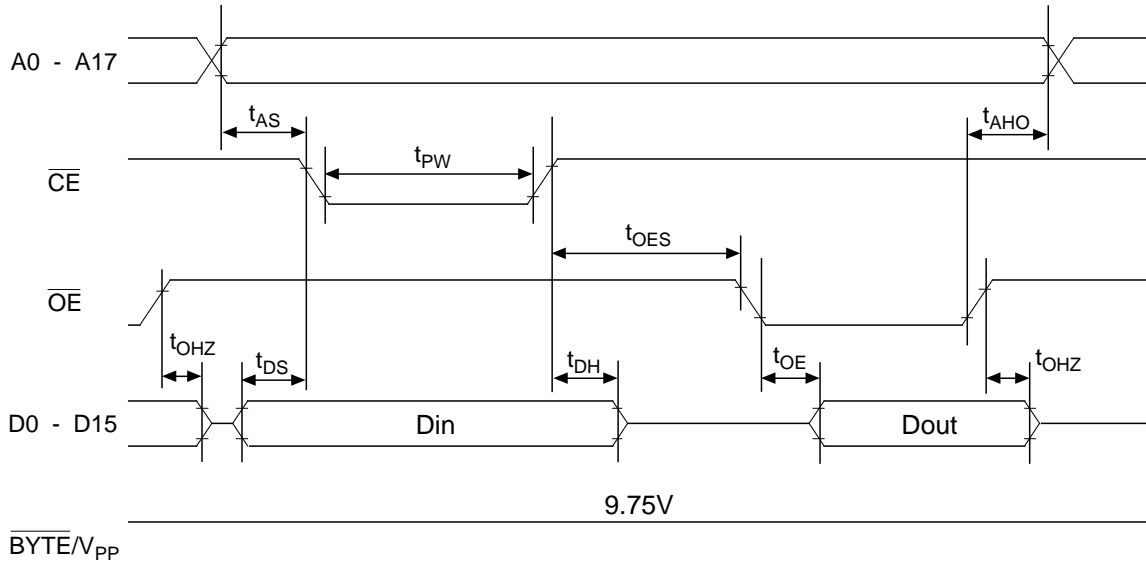 A0 - A17
tAS
tAHO
CE
tPW
tOES
OE
tOHZ
tDS
tDH
tOE
tOHZ
D0 - D15
Din
Dout
9.75V
BYTE/VPP